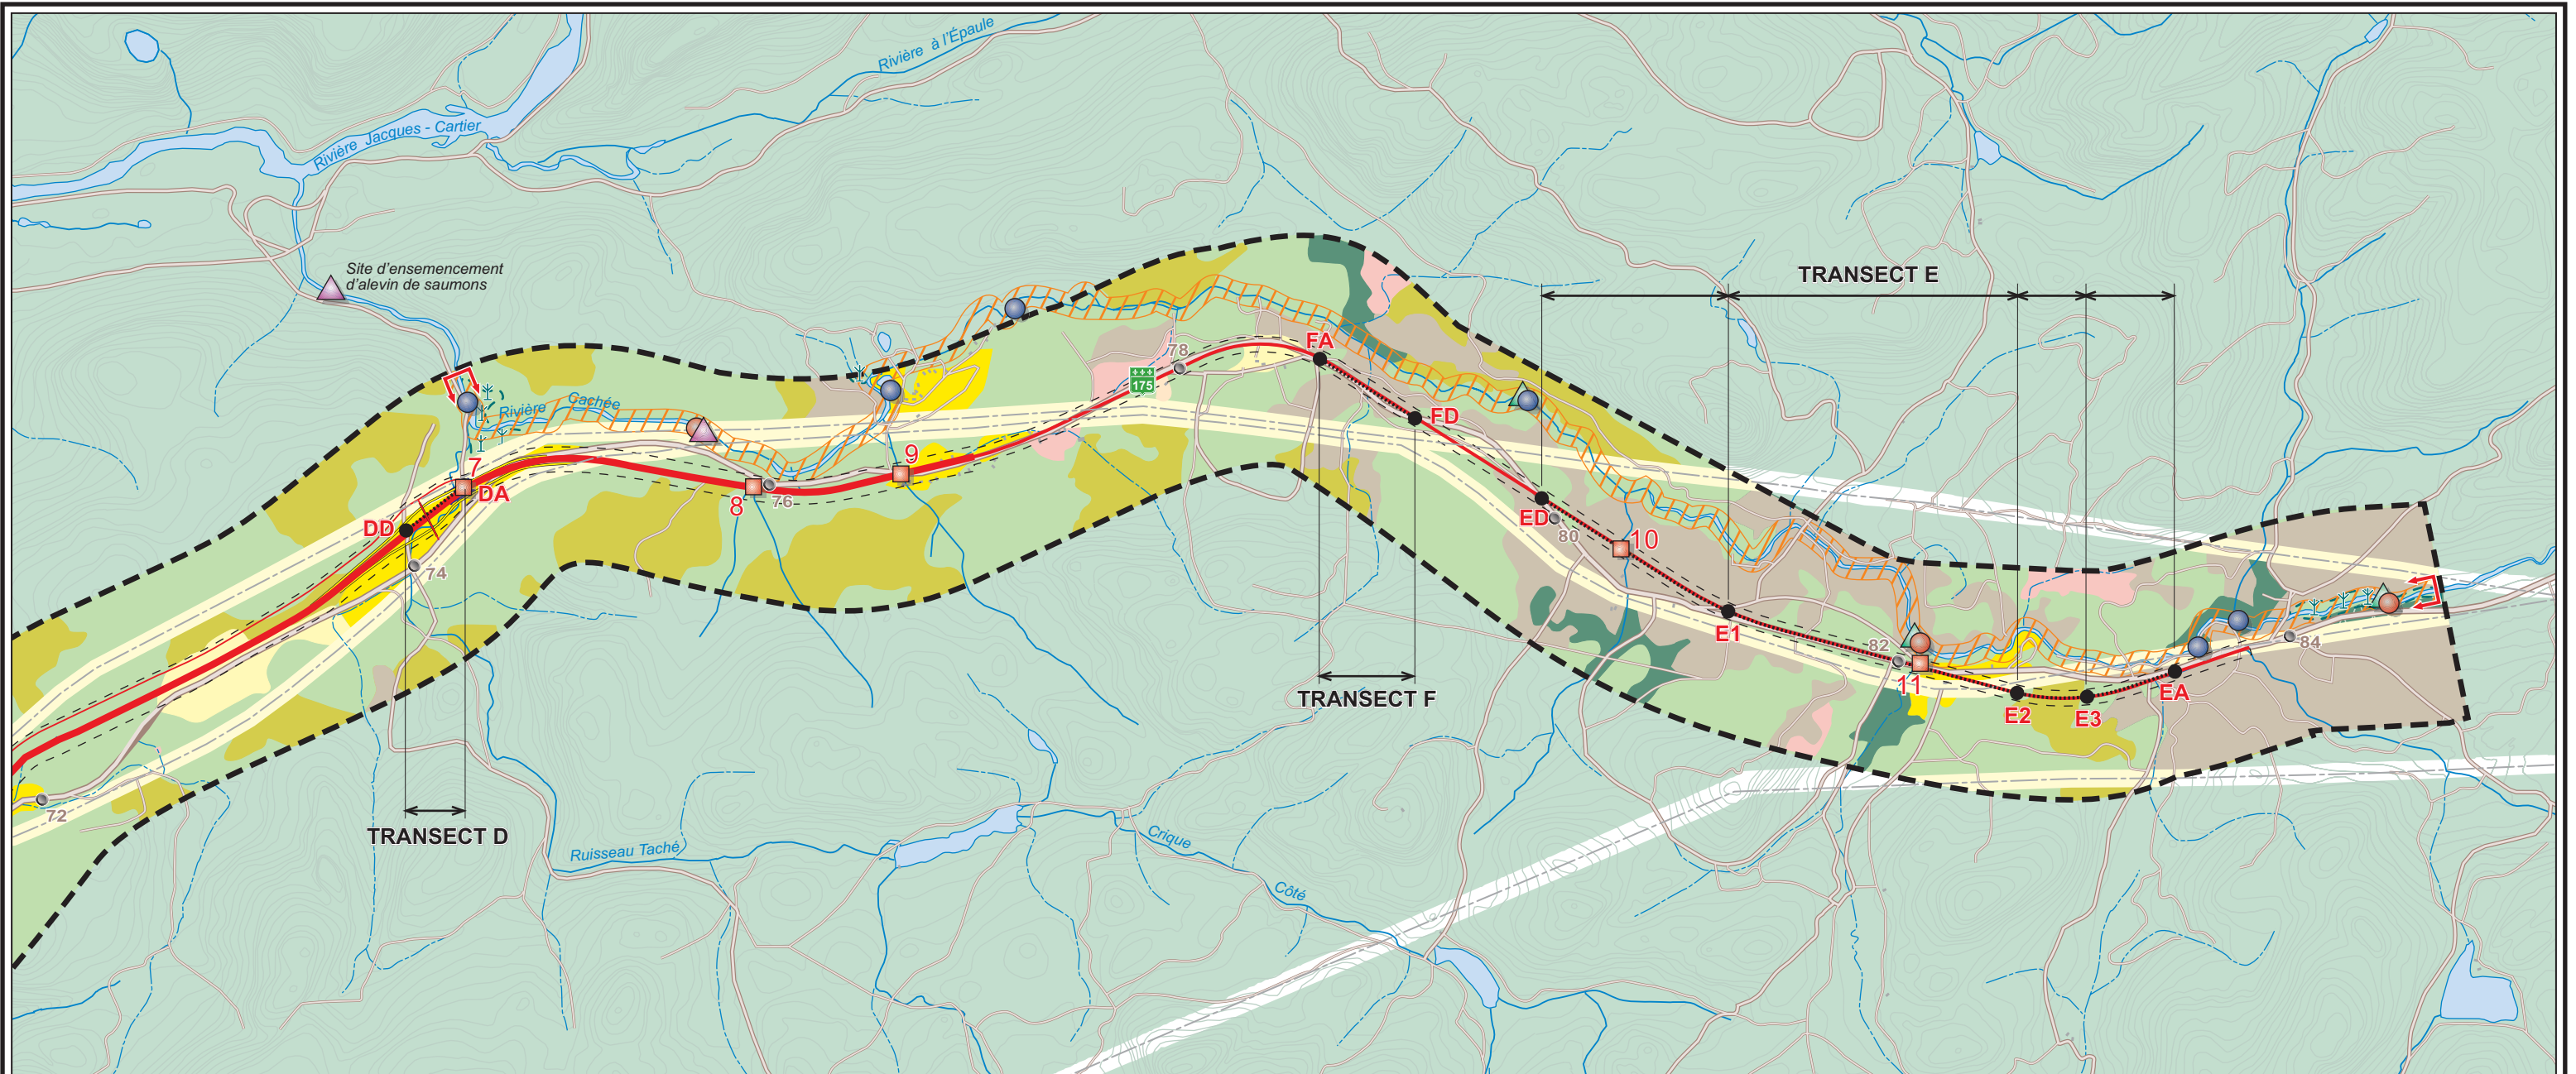 Rivière à l'Épaule
Rivière Jacques - Cartier
Site d'ensemencement
d'alevin de saumons
TRANSECT E
FA
78
175
FD
Rivière Cachée
7
DA
9
8
76
DD
74
ED
80
10
E1
82
11
84
EA
E2
E3
TRANSECT F
72
TRANSECT D
Ruisseau Taché
Crique
Côté